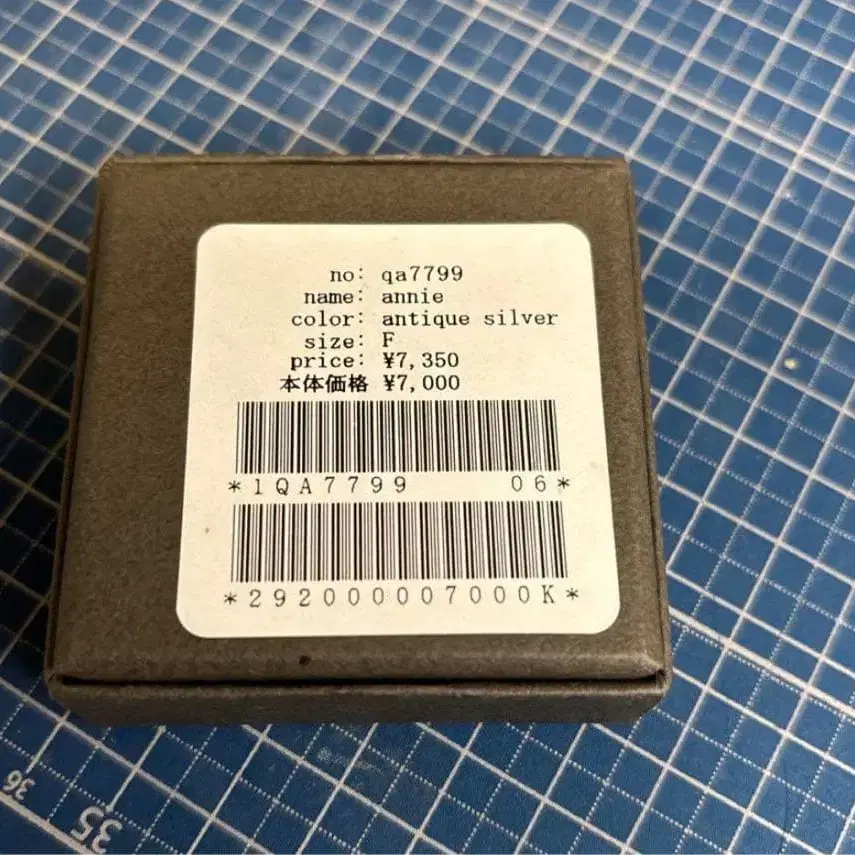 no: qa7799
name: annie
color: antique silver
size: F
price: ¥7,350
本体価格 ¥7,000
*1QA7799 06*
*292000007000K*
36
35